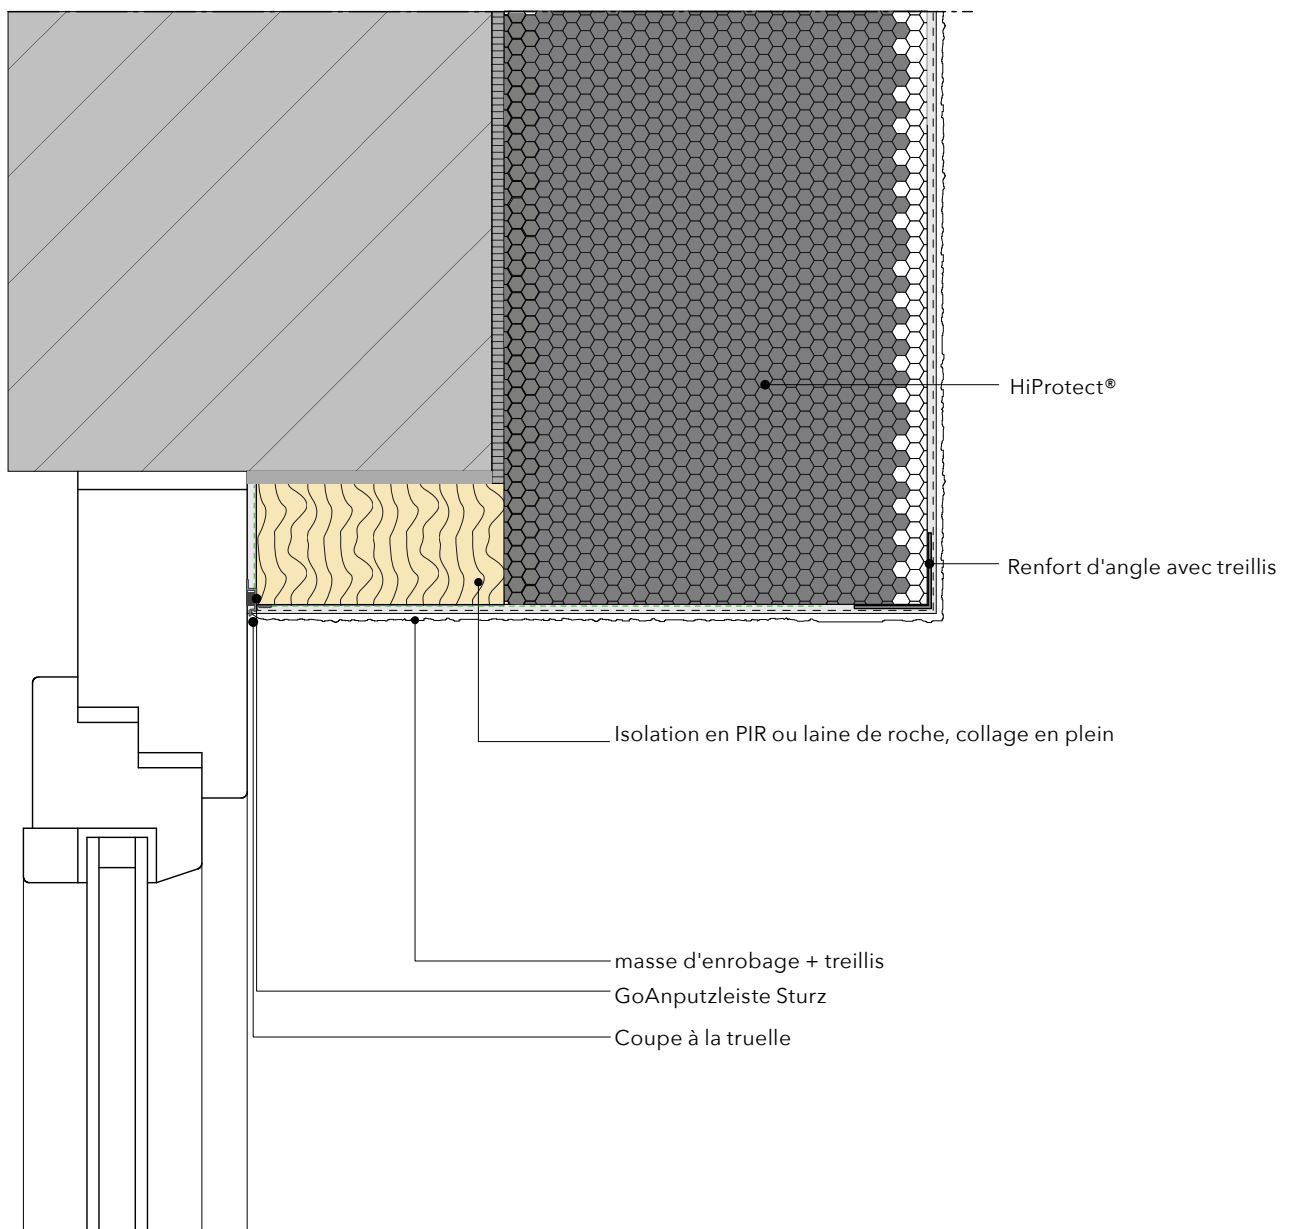 HiProtect®
Renfort d'angle avec treillis
Isolation en PIR ou laine de roche, collage en plein
masse d'enrobage + treillis
GoAnputzleiste Sturz
Coupe à la truelle